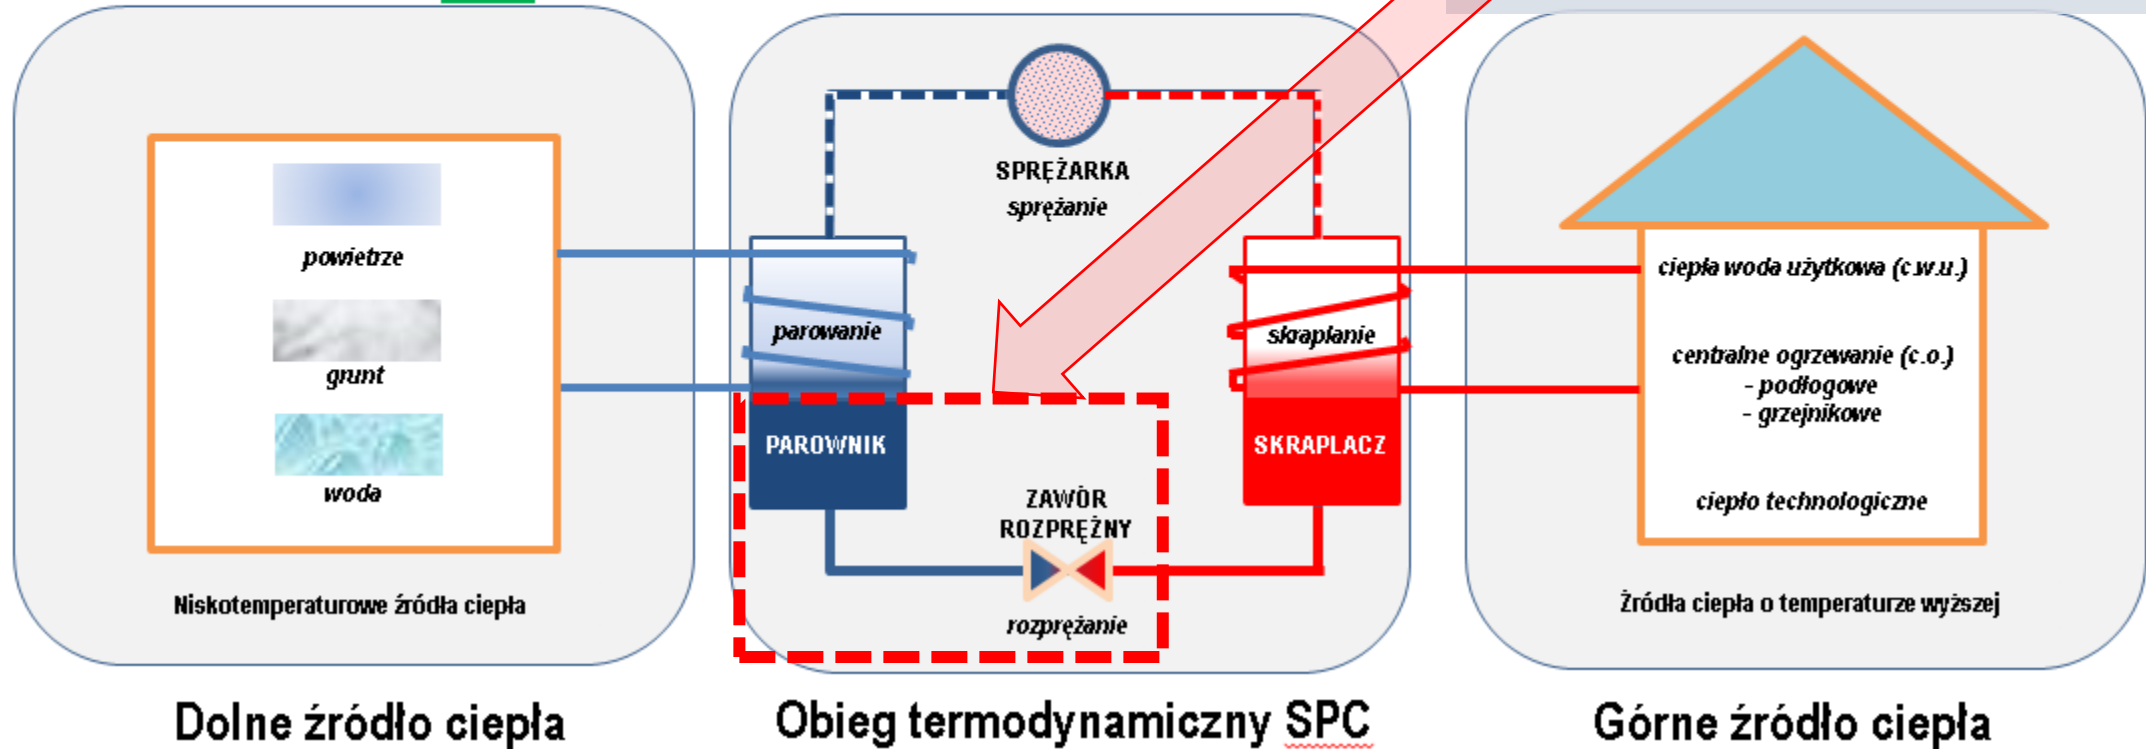 powietrze
grunt
woda
Niskotemperaturowe źródła ciepła
Dolne źródło ciepła
SPRĘŻARKA
sprężanie
parowanie
skraplanie
PAROWNIK
SKRAPLACZ
ZAWÓR
ROZPRĘŻNY
rozprężanie
Obieg termodynamiczny SPC
ciepła woda użytkowa (c.w.u.)
centralne ogrzewanie (c.o.)
- podłogowe
- grzejnikowe
ciepło technologiczne
Źródła ciepła o temperaturze wyższej
Górne źródło ciepła